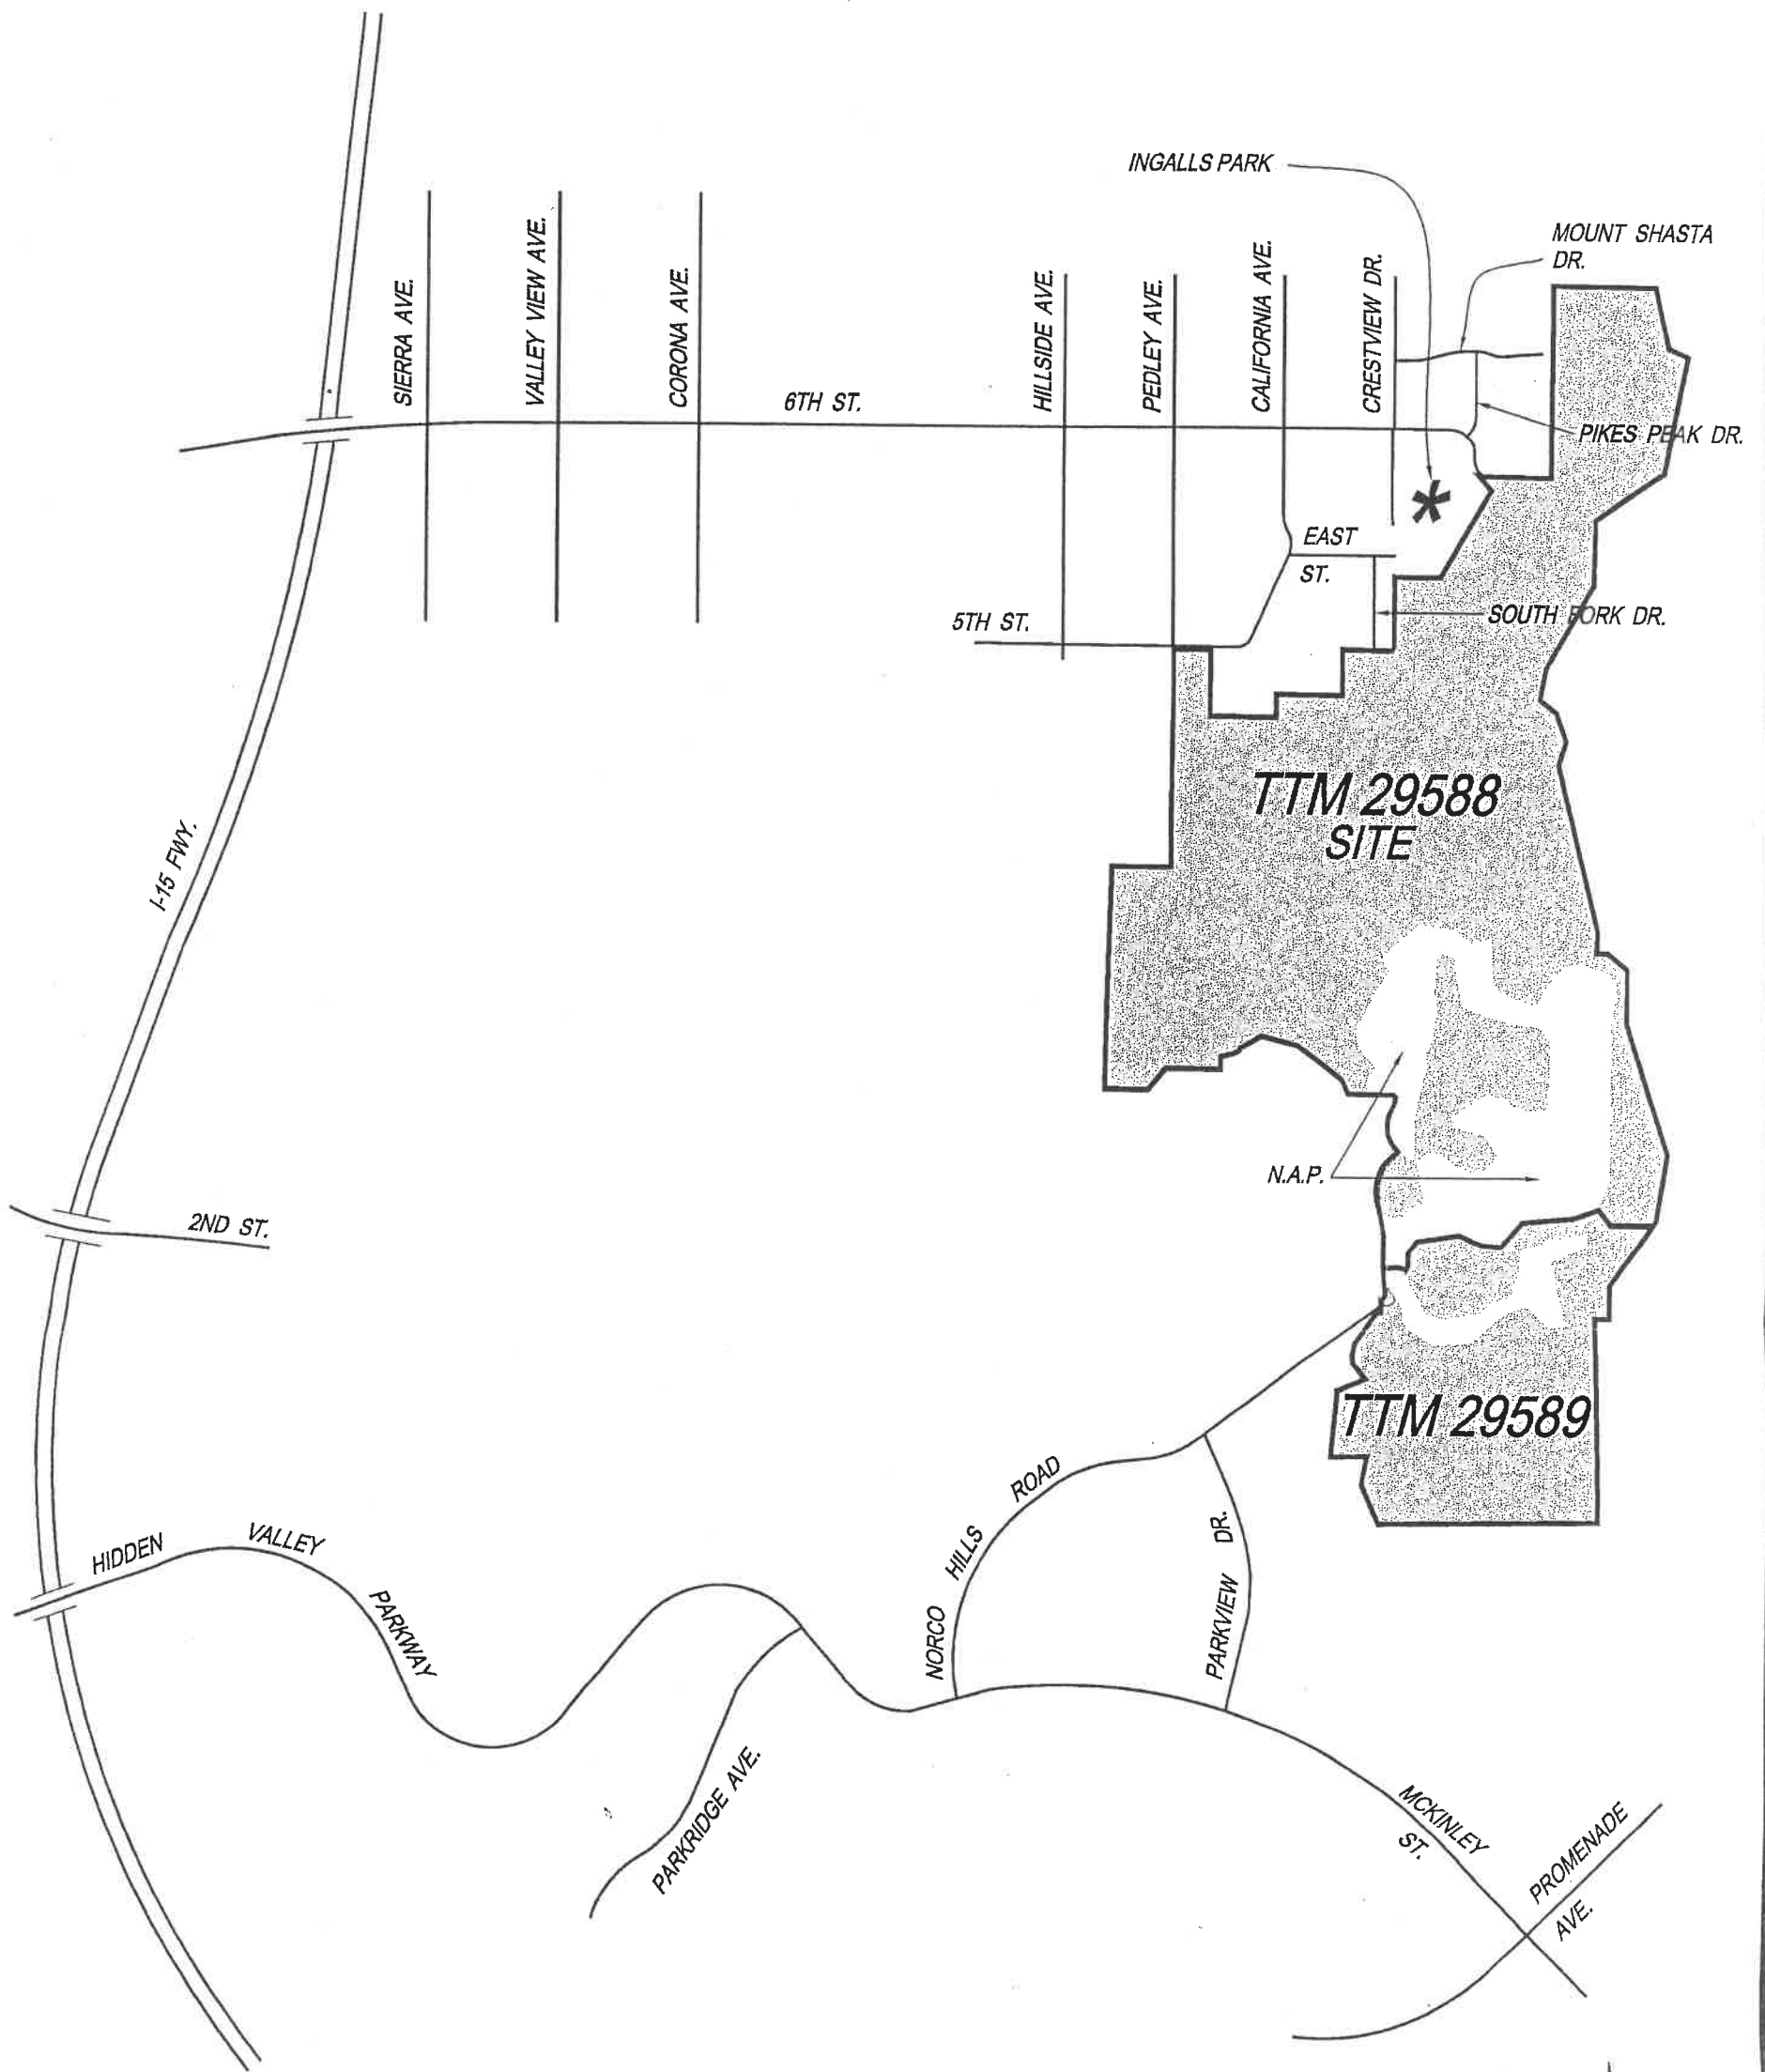 INGALLS PARK
MOUNT SHASTA
DR.
SIERRA AVE.
VALLEY VIEW AVE.
CORONA AVE.
HILLSIDE AVE.
PEDLEY AVE.
CALIFORNIA AVE.
CRESTVIEW DR.
6TH ST.
PIKES PEAK DR.
*
EAST
ST.
5TH ST.
SOUTH FORK DR.
TTM 29588
SITE
I-15 FWY.
N.A.P.
2ND ST.
TTM 29589
NORCO HILLS ROAD
PARKVIEW DR.
HIDDEN VALLEY PARKWAY
PARKRIDGE AVE.
MCKINLEY
ST.
PROMENADE
AVE.